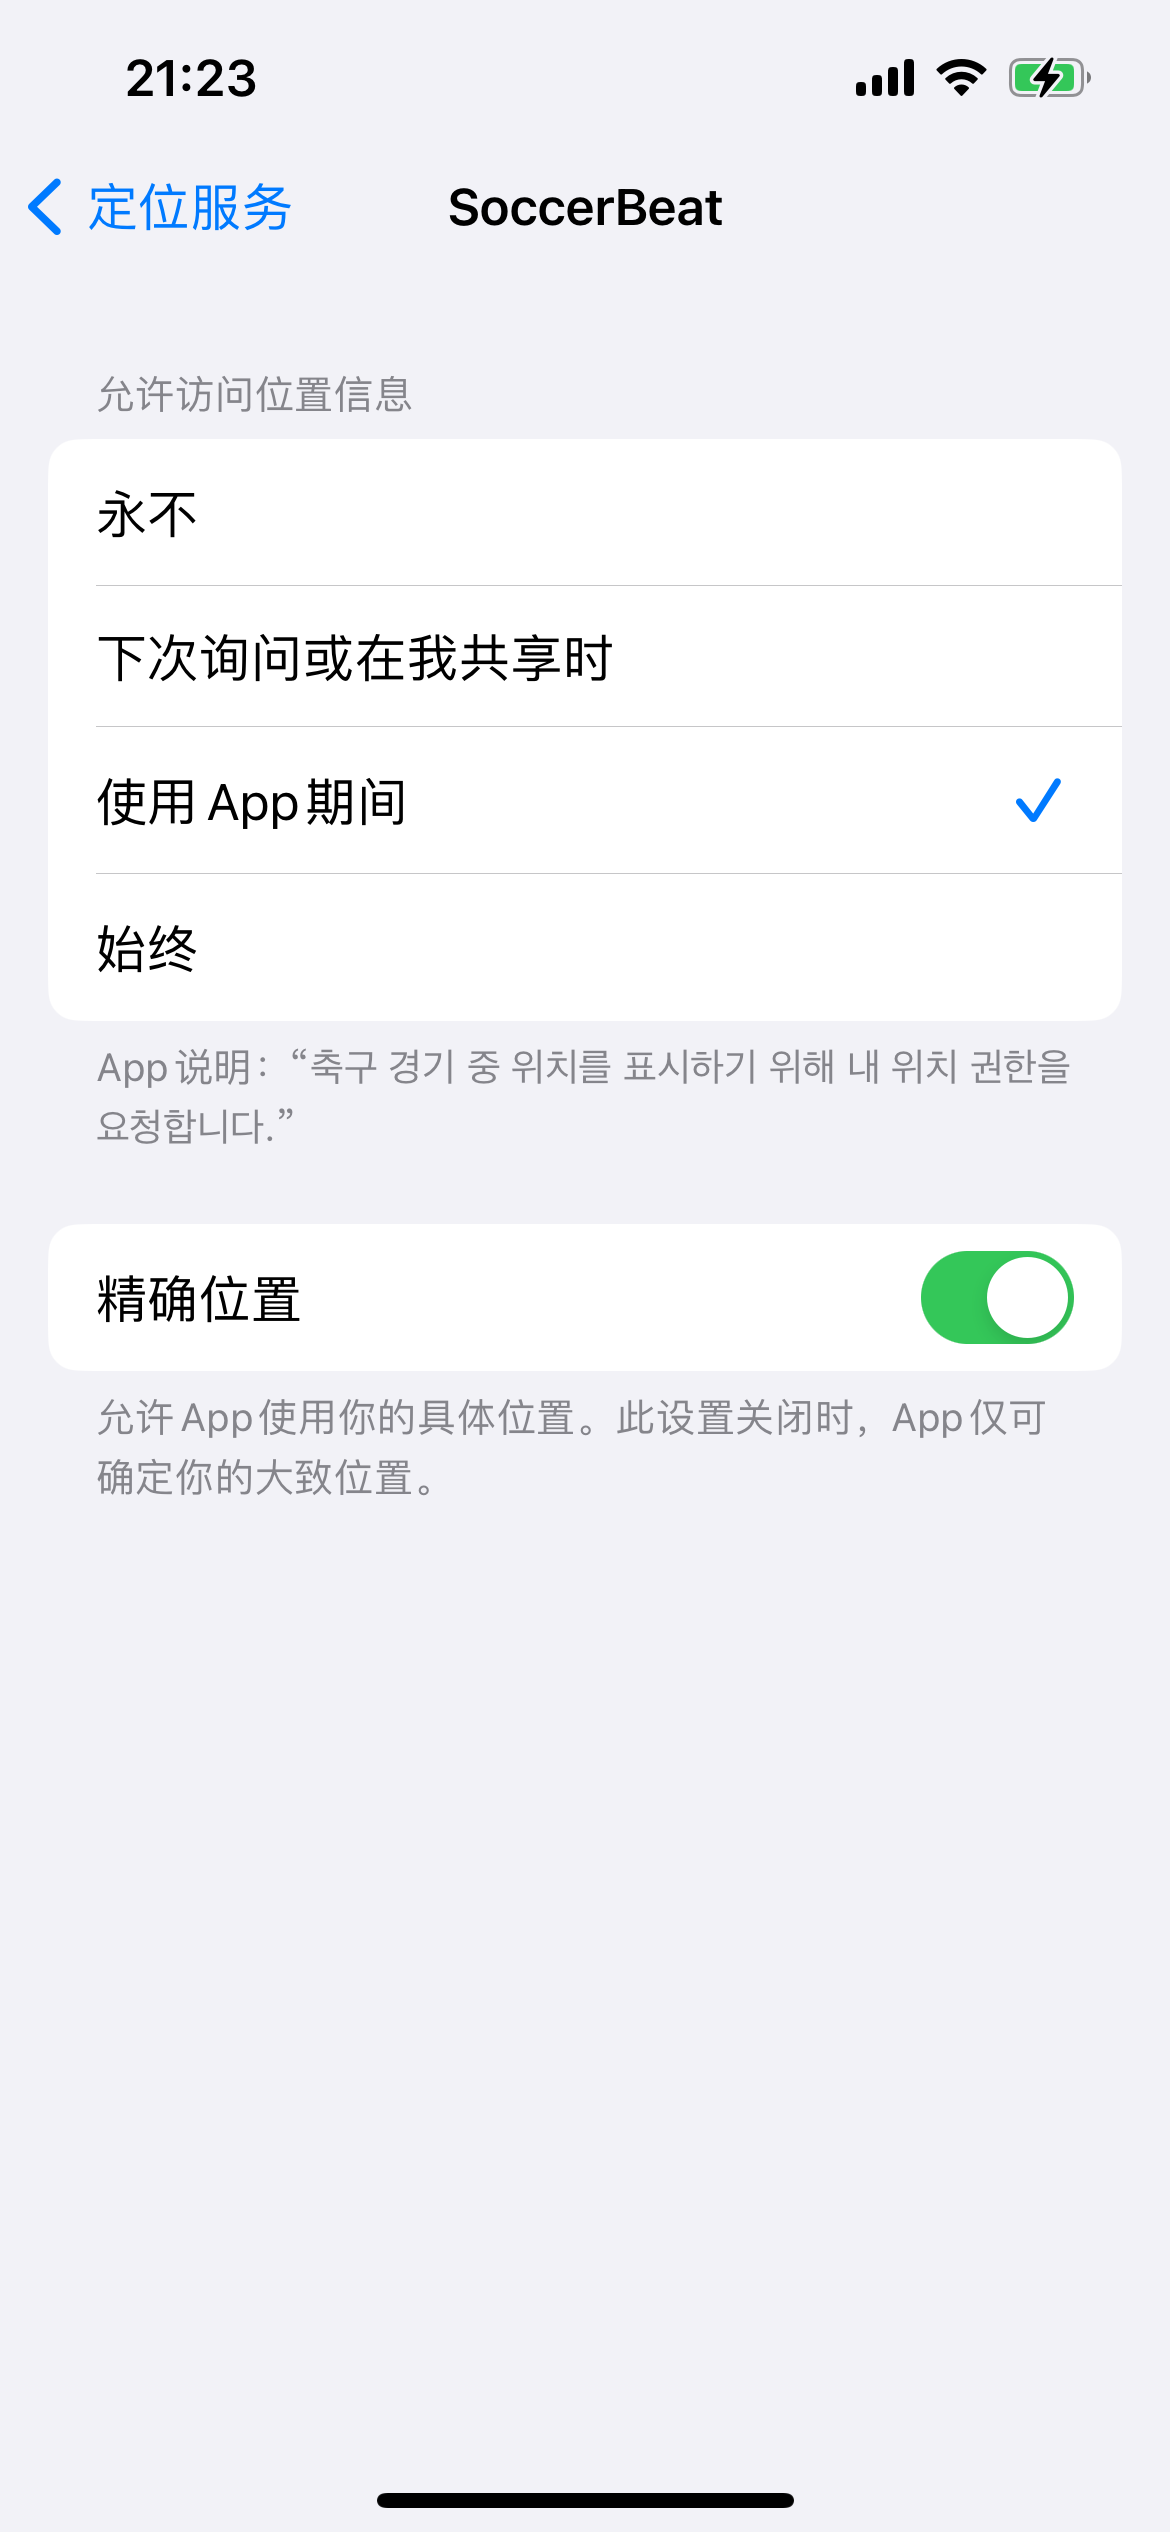 21:23
定位服务
SoccerBeat
允许访问位置信息
永不
下次询问或在我共享时
使用 App 期间
始终
App 说明：“축구 경기 중 위치를 표시하기 위해 내 위치 권한을
요청합니다.”
精确位置
允许 App 使用你的具体位置。此设置关闭时，App 仅可
确定你的大致位置。